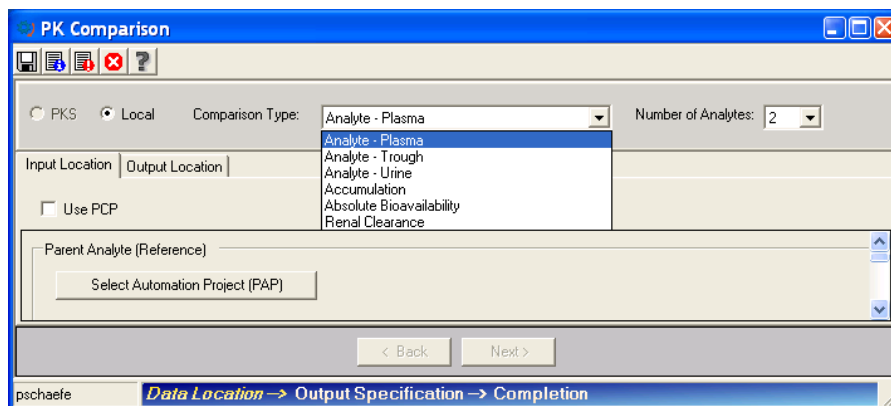 PK Comparison
PKS Local Comparison Type: Analyte - Plasma Number of Analytes: 2
Analyte - Plasma
Analyte - Trough
Analyte - Urine
Accumulation
Absolute Bioavailability
Renal Clearance
Input Location Output Location
Use PCP
Parent Analyte (Reference)
Select Automation Project (PAP)
< Back Next >
pschaefe Data Location --> Output Specification --> Completion